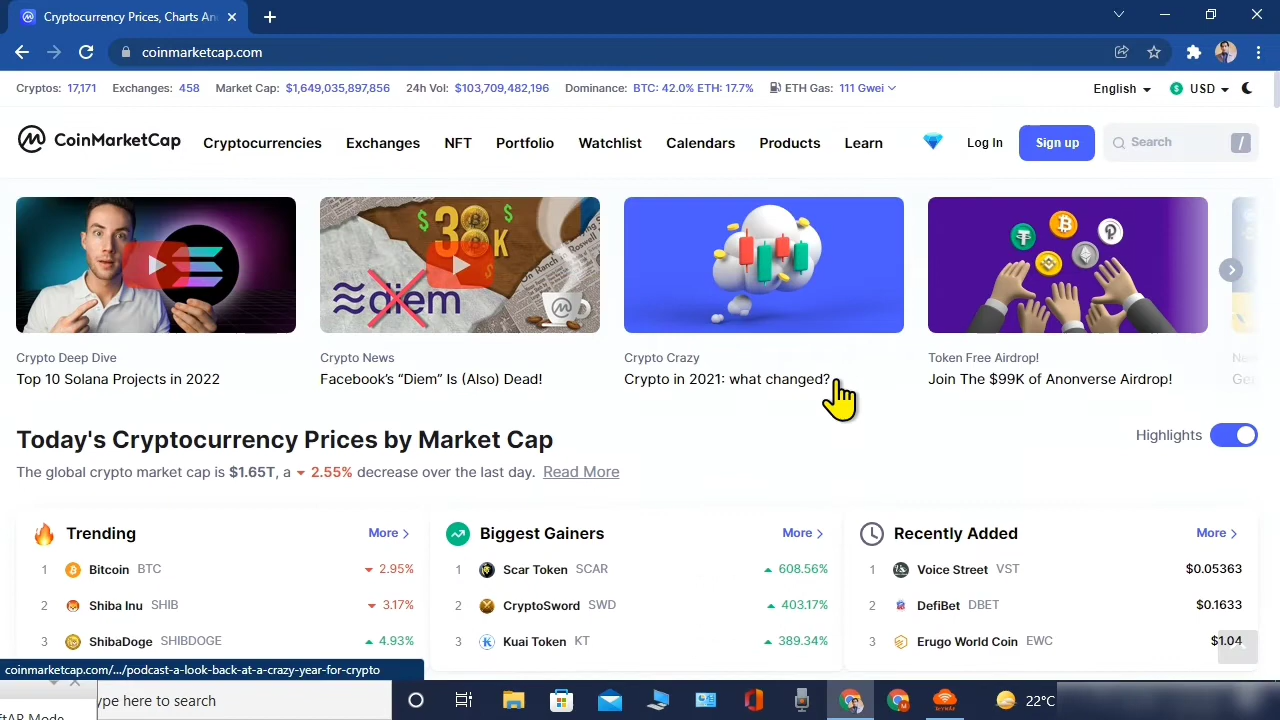 Cryptocurrency Prices, Charts An
coinmarketcap.com
Cryptos: 17,171 Exchanges: 458 Market Cap: $1,649,035,897,856 24h Vol: $103,709,482,196 Dominance: BTC: 42.0% ETH: 17.7% ETH Gas: 111 Gwei English USD
CoinMarketCap Cryptocurrencies Exchanges NFT Portfolio Watchlist Calendars Products Learn Log In Sign up Search /
$ 38K $ $
diem
Crypto Deep Dive
Top 10 Solana Projects in 2022
Crypto News
Facebook's “Diem” Is (Also) Dead!
Crypto Crazy
Crypto in 2021: what changed?
Token Free Airdrop!
Join The $99K of Anonverse Airdrop!
Today's Cryptocurrency Prices by Market Cap
Highlights
The global crypto market cap is $1.65T, a 2.55% decrease over the last day. Read More
Trending More
1 Bitcoin BTC 2.95%
2 Shiba Inu SHIB 3.17%
3 ShibaDoge SHIBDOGE 4.93%
Biggest Gainers More
1 Scar Token SCAR 608.56%
2 CryptoSword SWD 403.17%
3 Kuai Token KT 389.34%
Recently Added More
1 Voice Street VST $0.05363
2 DefiBet DBET $0.1633
3 Erugo World Coin EWC $1.04
coinmarketcap.com/.../podcast-a-look-back-at-a-crazy-year-for-crypto
ype here to search
22°C